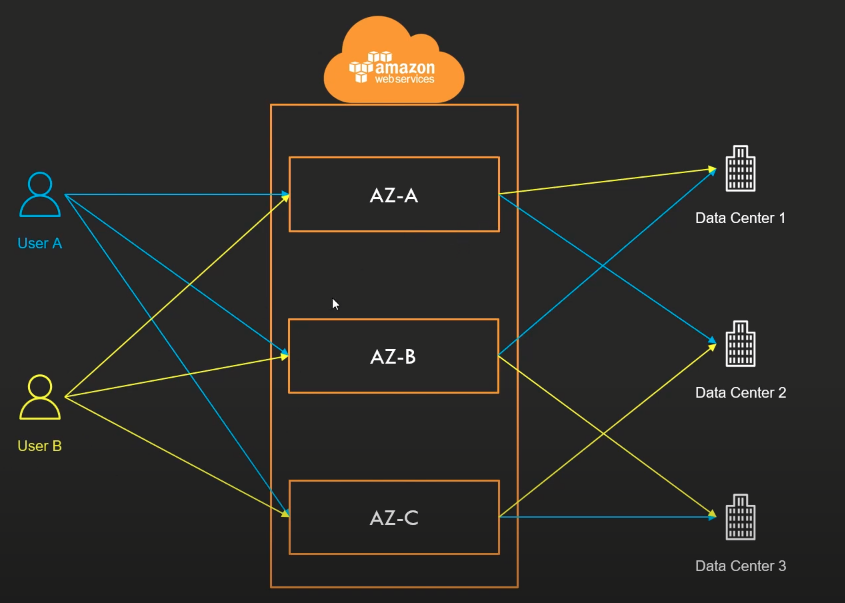 amazon
web services
AZ-A
User A
Data Center 1
AZ-B
Data Center 2
User B
AZ-C
Data Center 3